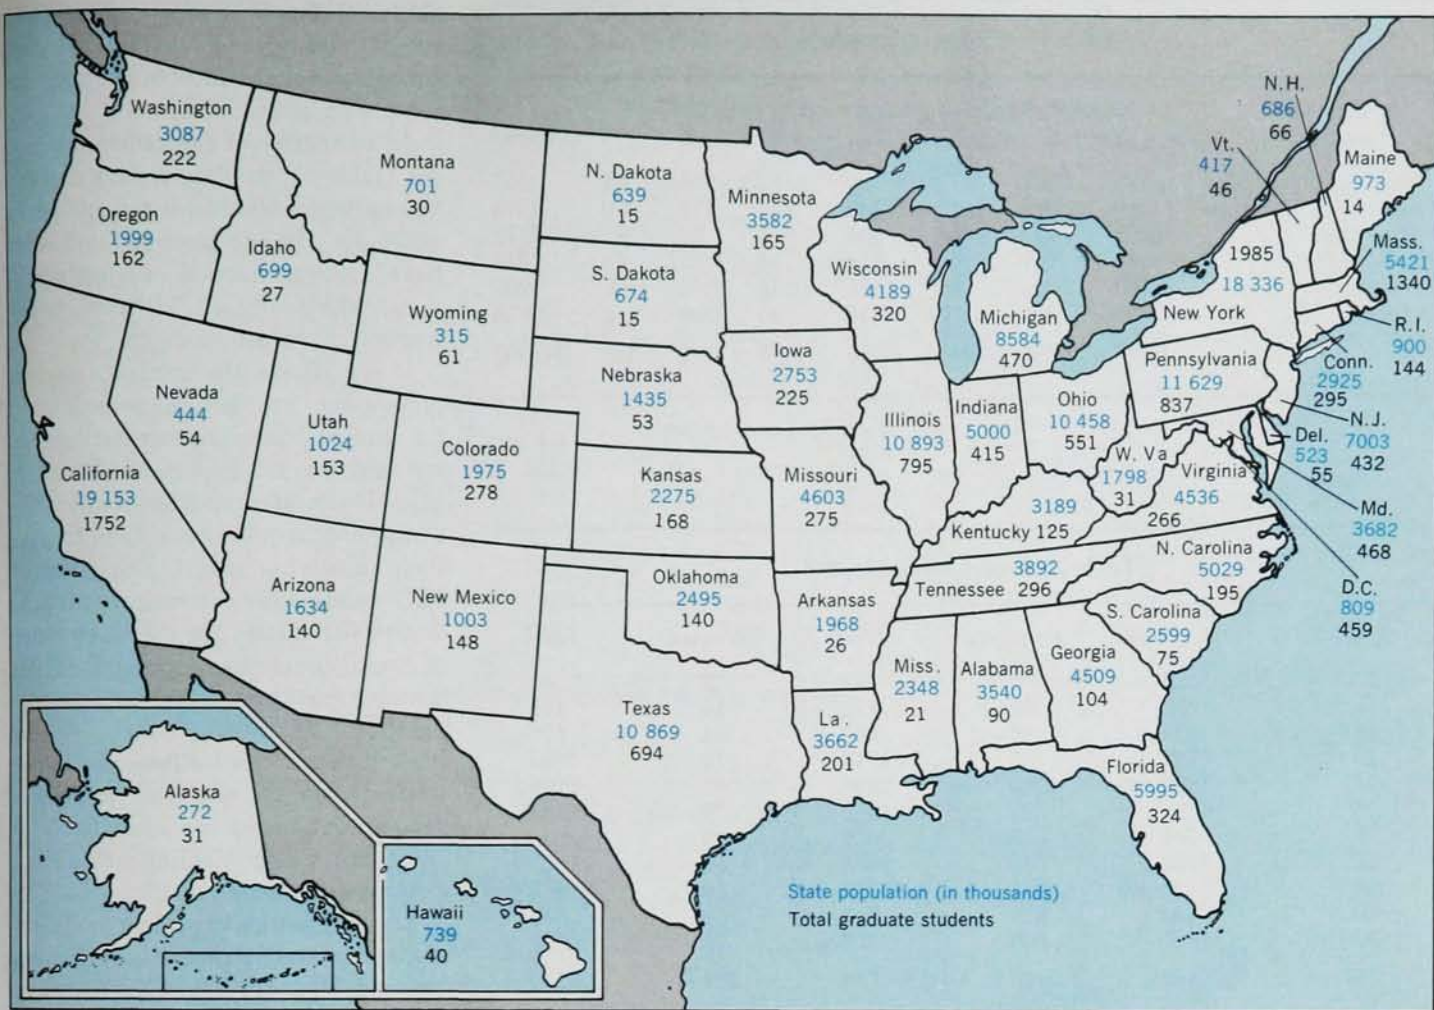 Washington
3087
222
Oregon
1999
162
California
19 153
1752
Nevada
444
54
Idaho
699
27
Montana
701
30
Wyoming
315
61
Utah
1024
153
Colorado
1975
278
Arizona
1634
140
New Mexico
1003
148
N. Dakota
639
15
S. Dakota
674
15
Nebraska
1435
53
Kansas
2275
168
Oklahoma
2495
140
Texas
10 869
694
Minnesota
3582
165
Iowa
2753
225
Missouri
4603
275
Arkansas
1968
26
La.
3662
201
Wisconsin
4189
320
Illinois
10 893
795
Michigan
8584
470
Indiana
5000
415
Ohio
10 458
551
3189
Kentucky 125
3892
Tennessee 296
Miss.
2348
21
Alabama
3540
90
Georgia
4509
104
Florida
5995
324
S. Carolina
2599
75
N. Carolina
5029
195
W. Va
1798
31
Virginia
4536
266
Pennsylvania
11 629
837
1985
18 336
New York
Vt.
417
46
N.H.
686
66
Maine
973
14
Mass.
5421
1340
R.I.
900
144
Conn.
2925
295
N.J.
7003
432
Del.
523
55
Md.
3682
468
D.C.
809
459
Alaska
272
31
Hawaii
739
40
State population (in thousands)
Total graduate students